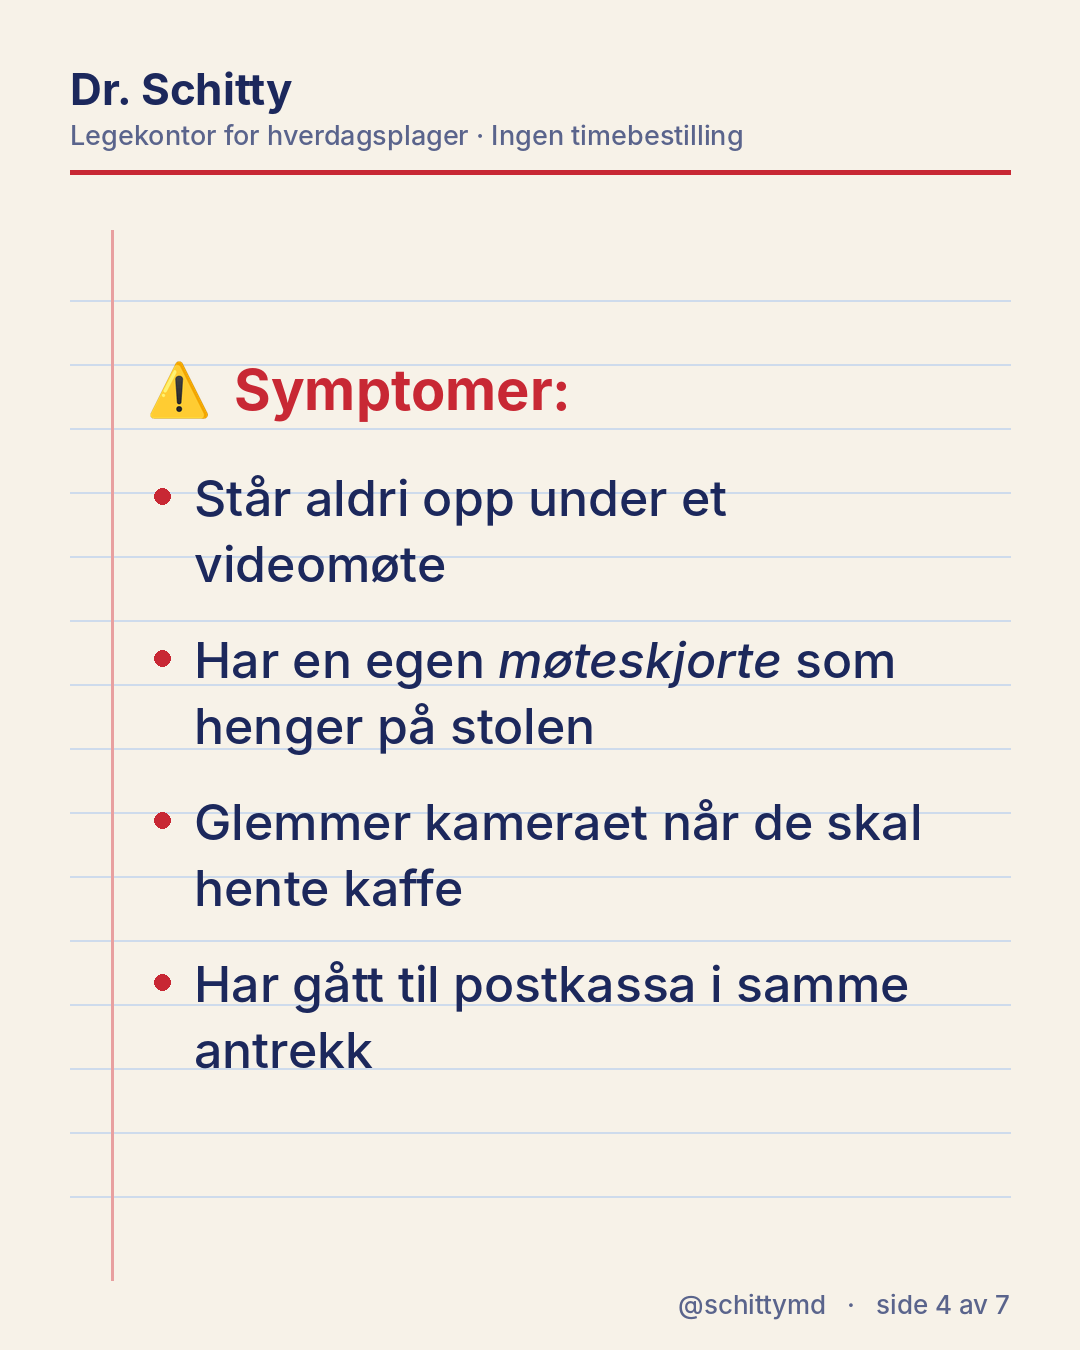 Dr. Schitty
Legekontor for hverdagsplager · Ingen timebestilling
⚠️ Symptomer:
• Står aldri opp under et
videomøte
• Har en egen møteskjorte som
henger på stolen
• Glemmer kameraet når de skal
hente kaffe
• Har gått til postkassa i samme
antrekk
@schittymd · side 4 av 7